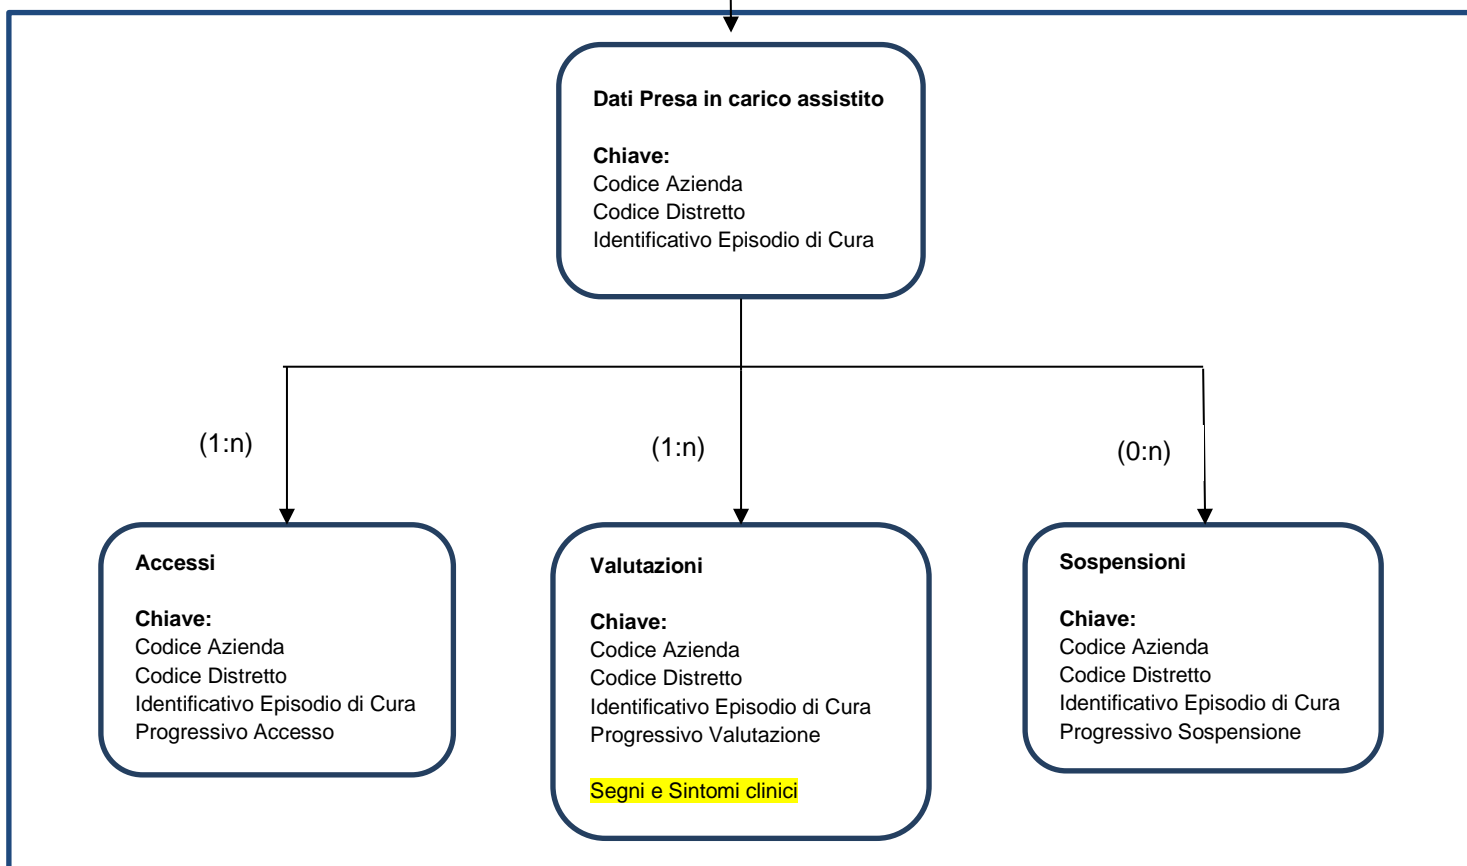 Dati Presa in carico assistito
Chiave:
Codice Azienda
Codice Distretto
Identificativo Episodio di Cura
(1:n)
(1:n)
(0:n)
Accessi
Chiave:
Codice Azienda
Codice Distretto
Identificativo Episodio di Cura
Progressivo Accesso
Valutazioni
Chiave:
Codice Azienda
Codice Distretto
Identificativo Episodio di Cura
Progressivo Valutazione
Segni e Sintomi clinici
Sospensioni
Chiave:
Codice Azienda
Codice Distretto
Identificativo Episodio di Cura
Progressivo Sospensione